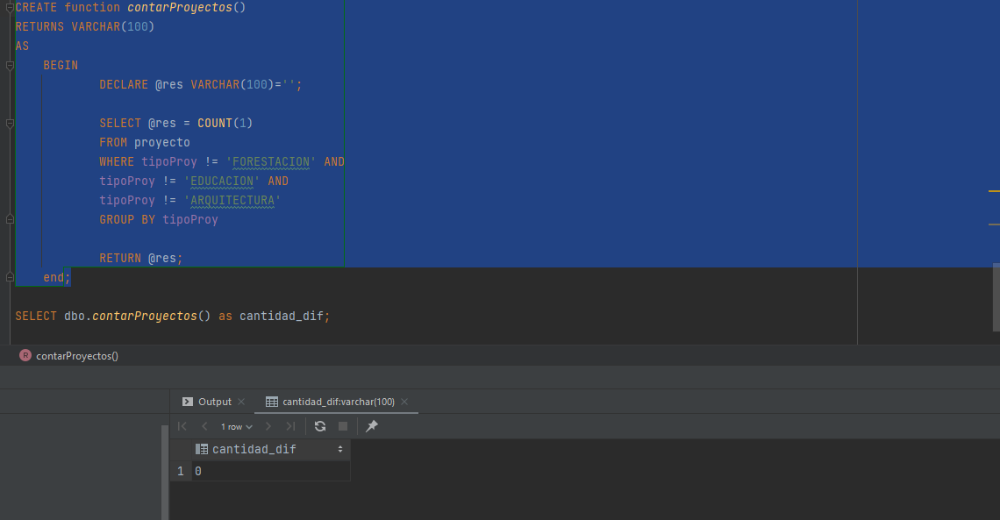 CREATE function contarProyectos()
RETURNS VARCHAR(100)
AS
BEGIN
DECLARE @res VARCHAR(100)='';
SELECT @res = COUNT(1)
FROM proyecto
WHERE tipoProy != 'FORESTACION' AND
tipoProy != 'EDUCACION' AND
tipoProy != 'ARQUITECTURA'
GROUP BY tipoProy
RETURN @res;
end;
SELECT dbo.contarProyectos() as cantidad_dif;
R contarProyectos()
Output cantidad_dif:varchar(100)
1 row
cantidad_dif
1 0